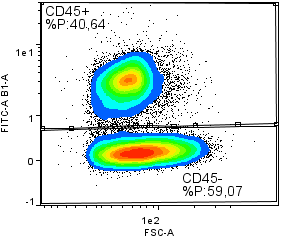 CD45+
%P:40,64
1e1
1
0
-1
FITC-A B1-A
CD45-
%P:59,07
1e2
FSC-A